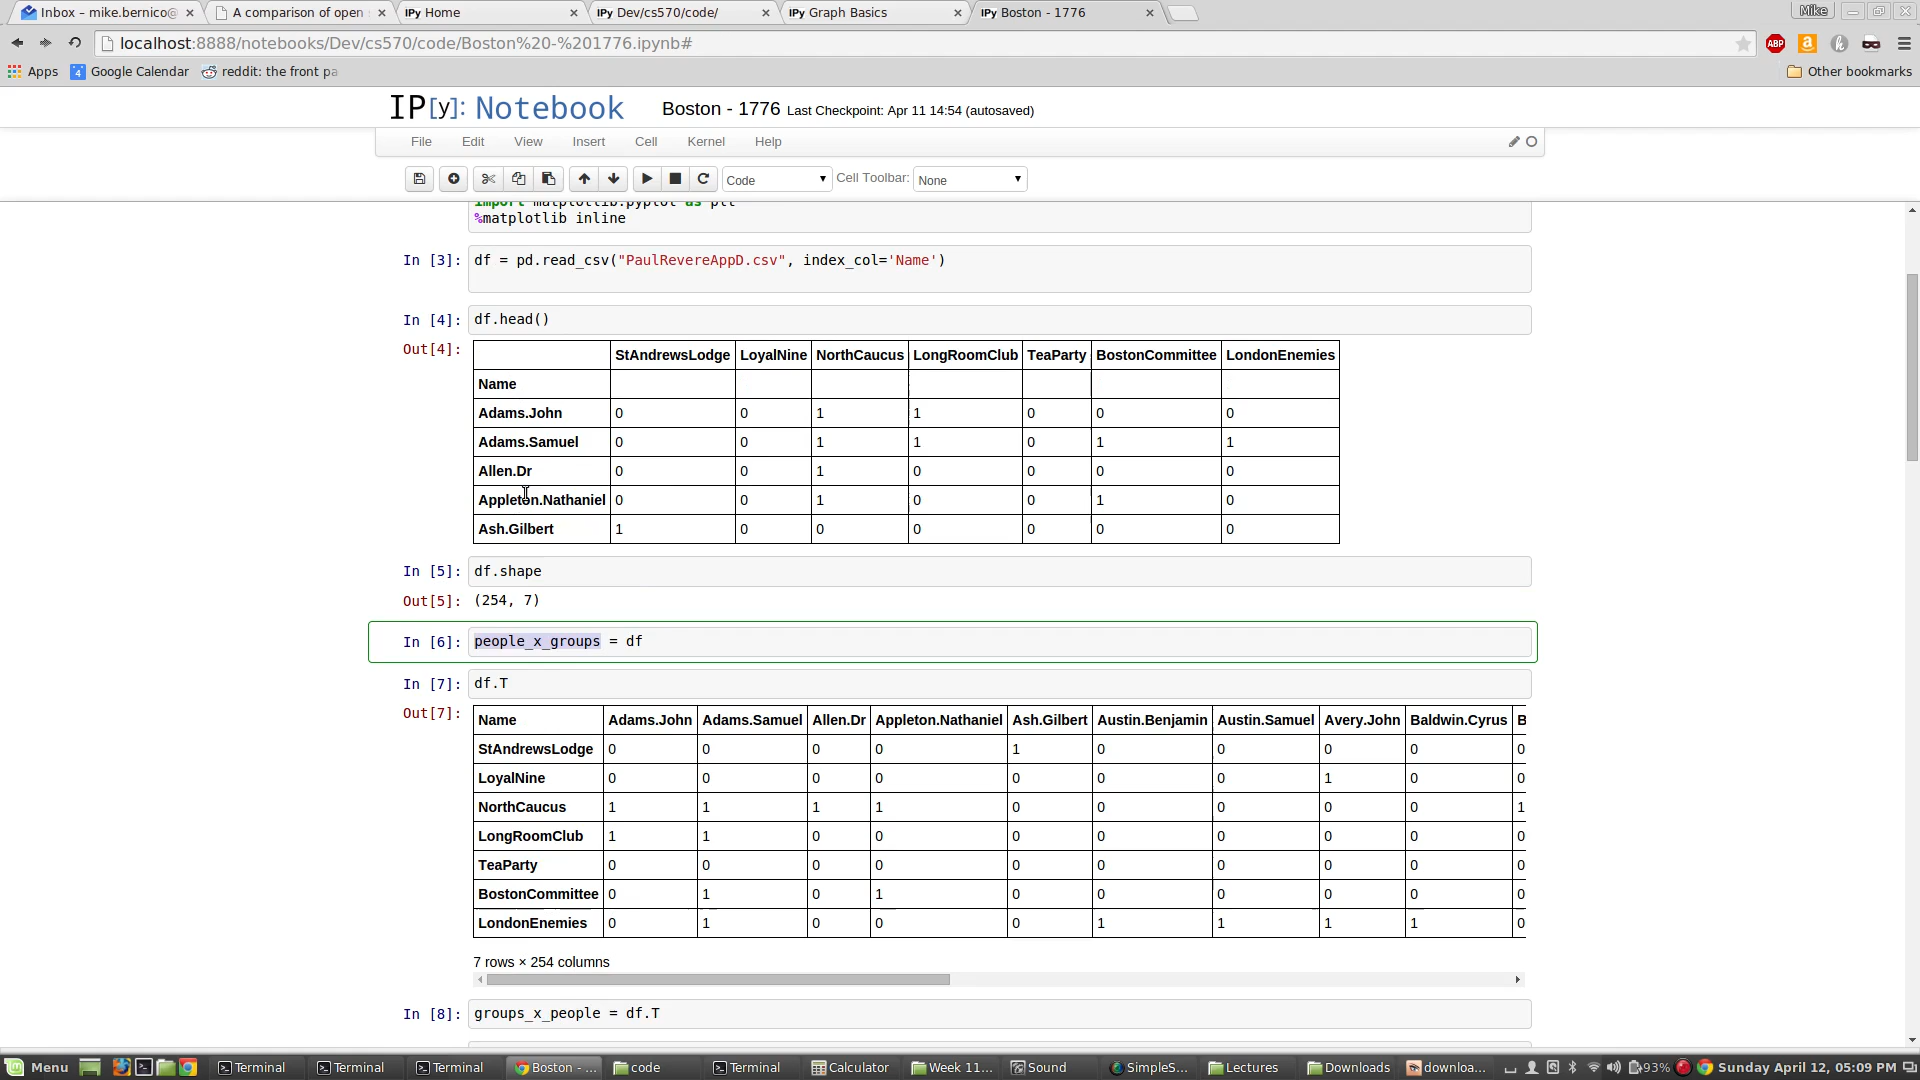 Inbox – mike.bernico@ A comparison of open IPy Home IPy Dev/cs570/code/ IPy Graph Basics IPy Boston - 1776 Mike
localhost:8888/notebooks/Dev/cs570/code/Boston%20-%201776.ipynb# ABP
Apps 4 Google Calendar reddit: the front pa Other bookmarks
IP[y]: Notebook Boston - 1776 Last Checkpoint: Apr 11 14:54 (autosaved)
File Edit View Insert Cell Kernel Help
Code Cell Toolbar: None
import matplotlib.pyplot as plt
%matplotlib inline
In [3]: df = pd.read_csv("PaulRevereAppD.csv", index_col='Name')
In [4]: df.head()
Out[4]: StAndrewsLodge LoyalNine NorthCaucus LongRoomClub TeaParty BostonCommittee LondonEnemies
Name
Adams.John 0 0 1 1 0 0 0
Adams.Samuel 0 0 1 1 0 1 1
Allen.Dr 0 0 1 0 0 0 0
Appleton.Nathaniel 0 0 1 0 0 1 0
Ash.Gilbert 1 0 0 0 0 0 0
In [5]: df.shape
Out[5]: (254, 7)
In [6]: people_x_groups = df
In [7]: df.T
Out[7]: Name Adams.John Adams.Samuel Allen.Dr Appleton.Nathaniel Ash.Gilbert Austin.Benjamin Austin.Samuel Avery.John Baldwin.Cyrus B
StAndrewsLodge 0 0 0 0 1 0 0 0 0 0
LoyalNine 0 0 0 0 0 0 0 1 0 0
NorthCaucus 1 1 1 1 0 0 0 0 0 1
LongRoomClub 1 1 0 0 0 0 0 0 0 0
TeaParty 0 0 0 0 0 0 0 0 0 0
BostonCommittee 0 1 0 1 0 0 0 0 0 0
LondonEnemies 0 1 0 0 0 1 1 1 1 0
7 rows × 254 columns
In [8]: groups_x_people = df.T
Menu Terminal Terminal Terminal Boston - ... code Terminal Calculator Week 11... Sound SimpleS... Lectures Downloads downloa... 93% Sunday April 12, 05:09 PM